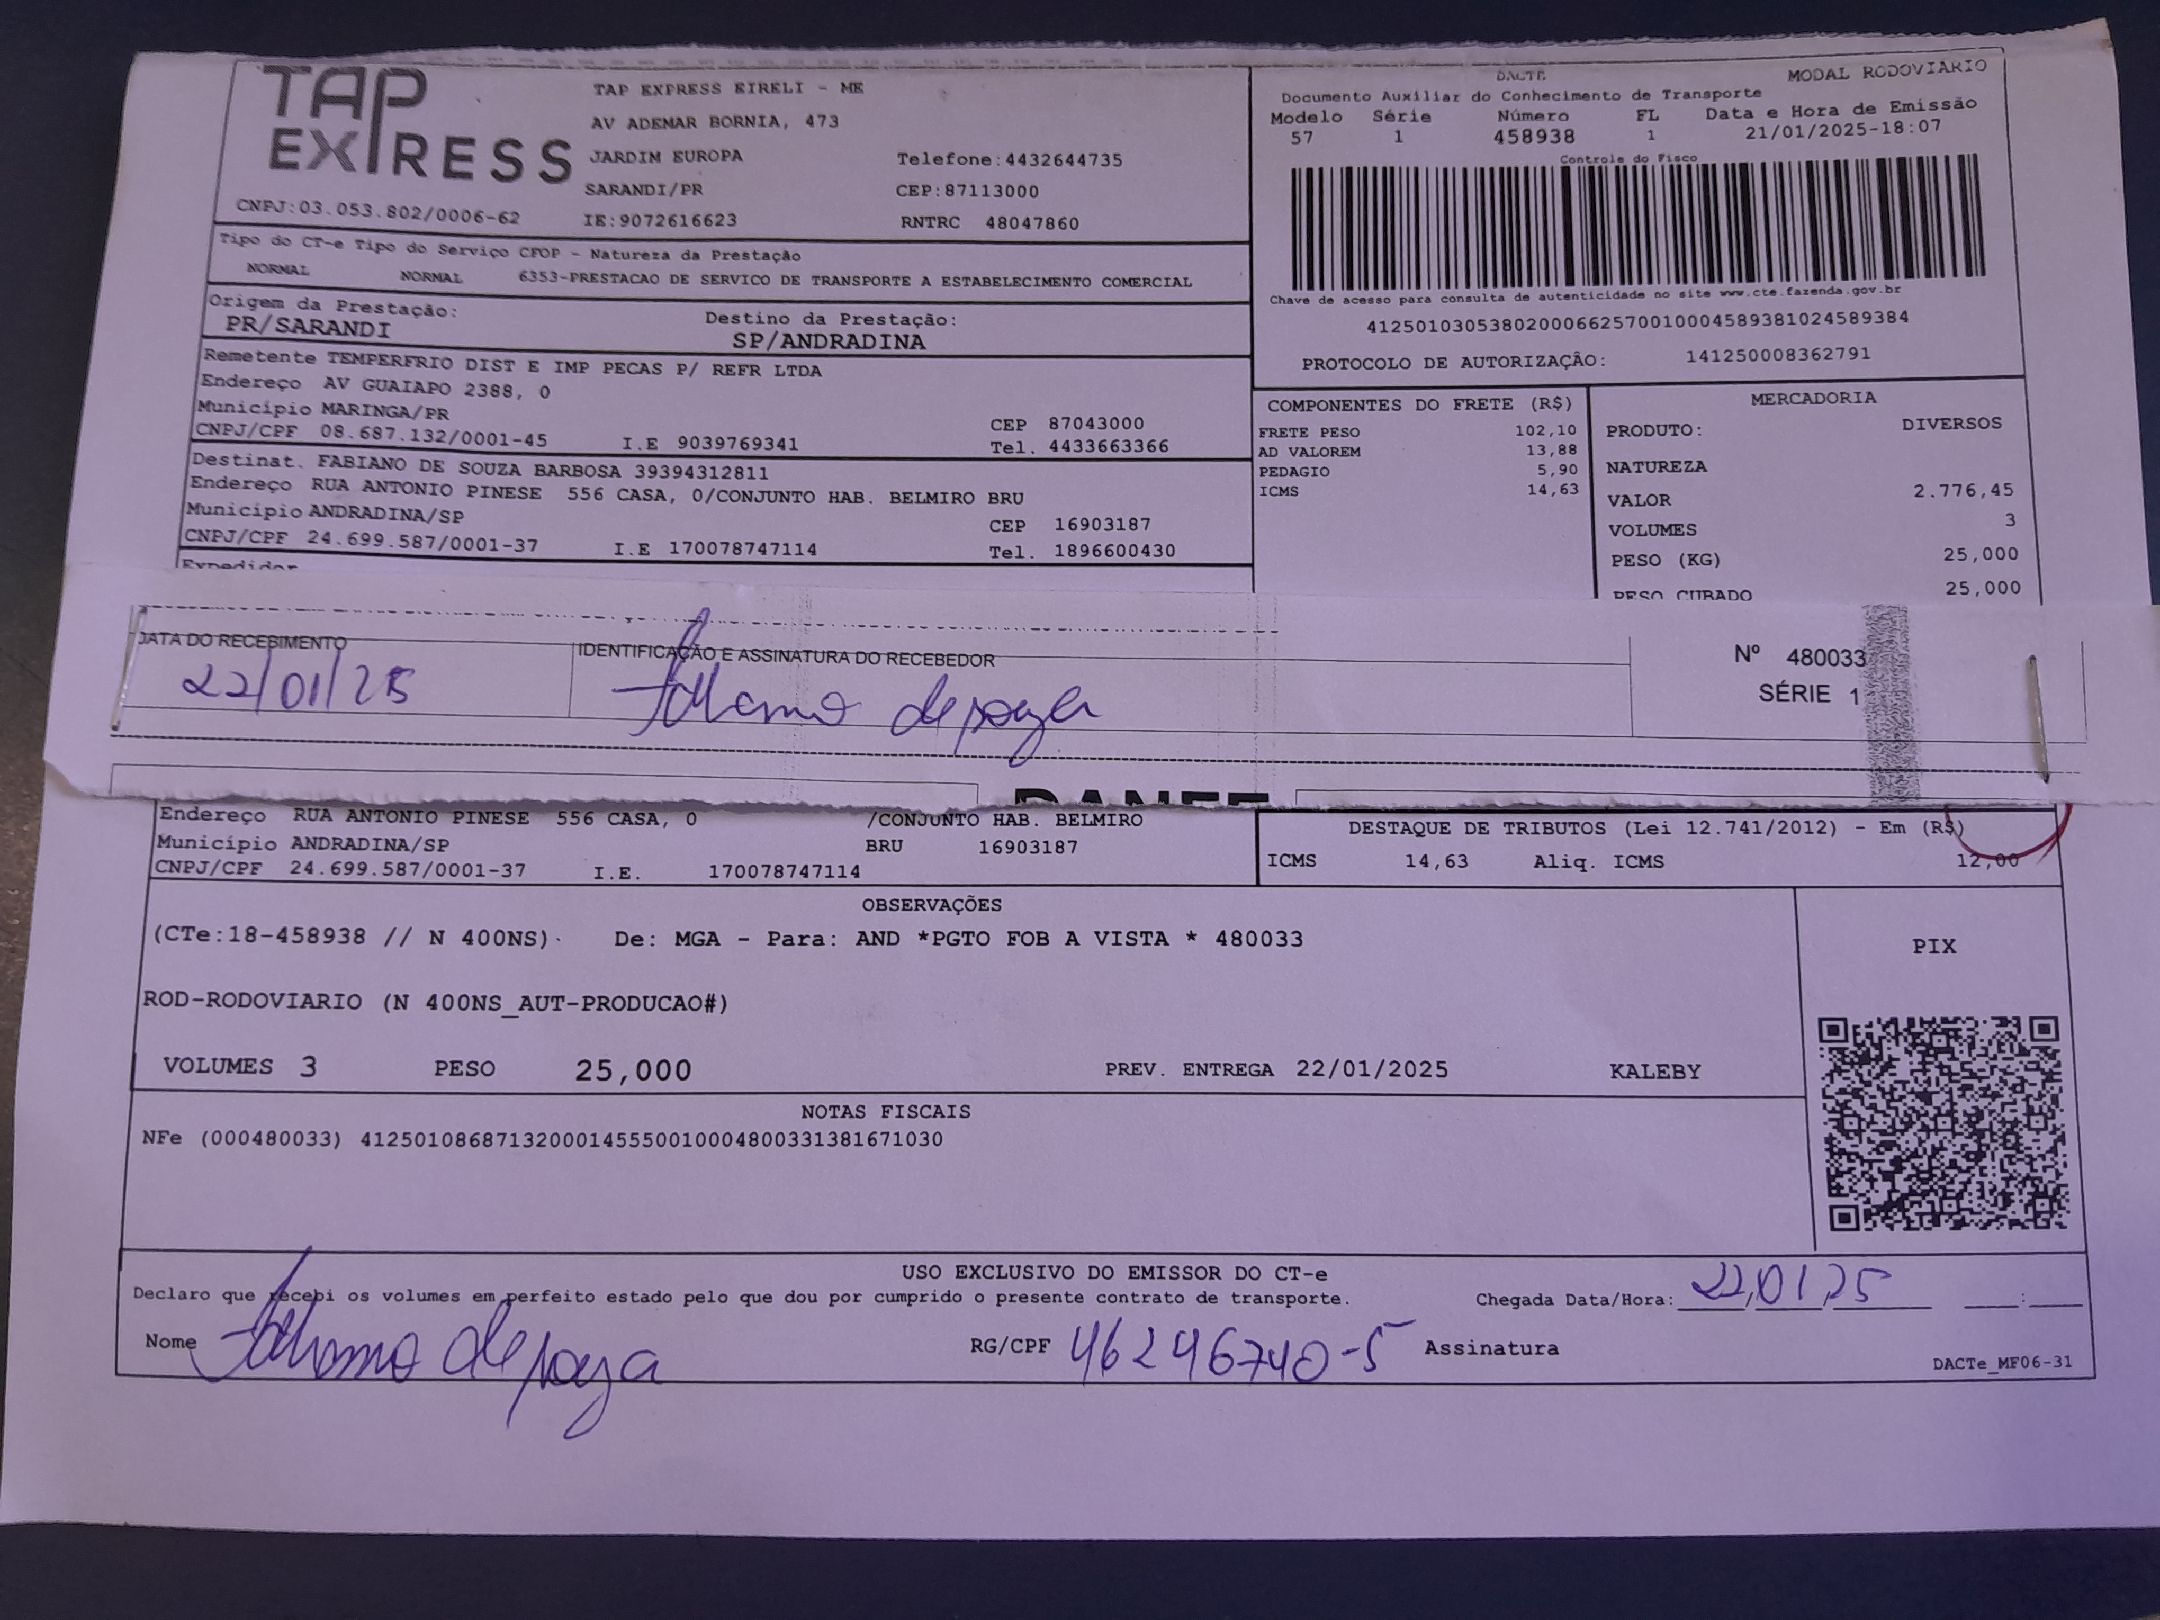 TAP EXPRESS
TAP EXPRESS EIRELI - ME
AV ADEMAR BORNIA, 473
JARDIM EUROPA Telefone:4432644735
SARANDI/PR CEP:87113000
CNPJ:03.053.802/0006-62 IE:9072616623 RNTRC 48047860
DACTE MODAL RODOVIARIO
Documento Auxiliar do Conhecimento de Transporte
Modelo Série Número FL Data e Hora de Emissão
57 1 458938 1 21/01/2025-18:07
Controle do Fisco
Chave de acesso para consulta de autenticidade no site www.cte.fazenda.gov.br
41250103053802000662570010004589381024589384
PROTOCOLO DE AUTORIZAÇÂO: 141250008362791
Tipo do CT-e Tipo do Serviço CFOP - Natureza da Prestação
NORMAL NORMAL 6353-PRESTACAO DE SERVICO DE TRANSPORTE A ESTABELECIMENTO COMERCIAL
Origem da Prestação: Destino da Prestação:
PR/SARANDI SP/ANDRADINA
Remetente TEMPERFRIO DIST E IMP PECAS P/ REFR LTDA
Endereço AV GUAIAPO 2388, 0
Município MARINGA/PR CEP 87043000
CNPJ/CPF 08.687.132/0001-45 I.E 9039769341 Tel. 4433663366
Destinat. FABIANO DE SOUZA BARBOSA 39394312811
Endereço RUA ANTONIO PINESE 556 CASA, 0/CONJUNTO HAB. BELMIRO BRU
Município ANDRADINA/SP CEP 16903187
CNPJ/CPF 24.699.587/0001-37 I.E 170078747114 Tel. 1896600430
Expedidor
COMPONENTES DO FRETE (R$)
FRETE PESO 102,10
AD VALOREM 13,88
PEDAGIO 5,90
ICMS 14,63
MERCADORIA
PRODUTO: DIVERSOS
NATUREZA
VALOR 2.776,45
VOLUMES 3
PESO (KG) 25,000
PESO CUBADO 25,000
DATA DO RECEBIMENTO IDENTIFICAÇÃO E ASSINATURA DO RECEBEDOR Nº 480033
22/01/25 de souza SÉRIE 1
DANFE
Endereço RUA ANTONIO PINESE 556 CASA, 0 /CONJUNTO HAB. BELMIRO
Município ANDRADINA/SP BRU 16903187
CNPJ/CPF 24.699.587/0001-37 I.E. 170078747114
DESTAQUE DE TRIBUTOS (Lei 12.741/2012) - Em (R$)
ICMS 14,63 Aliq. ICMS 12,00
OBSERVAÇÕES
(CTe:18-458938 // N 400NS). De: MGA - Para: AND *PGTO FOB A VISTA * 480033
PIX
ROD-RODOVIARIO (N 400NS_AUT-PRODUCAO#)
VOLUMES 3 PESO 25,000 PREV. ENTREGA 22/01/2025 KALEBY
NOTAS FISCAIS
NFe (000480033) 41250108687132000145550010004800331381671030
USO EXCLUSIVO DO EMISSOR DO CT-e
Declaro que recebi os volumes em perfeito estado pelo que dou por cumprido o presente contrato de transporte. Chegada Data/Hora: 22/01/25 :
Nome de souza RG/CPF 46246740-5 Assinatura
DACTe_MF06-31